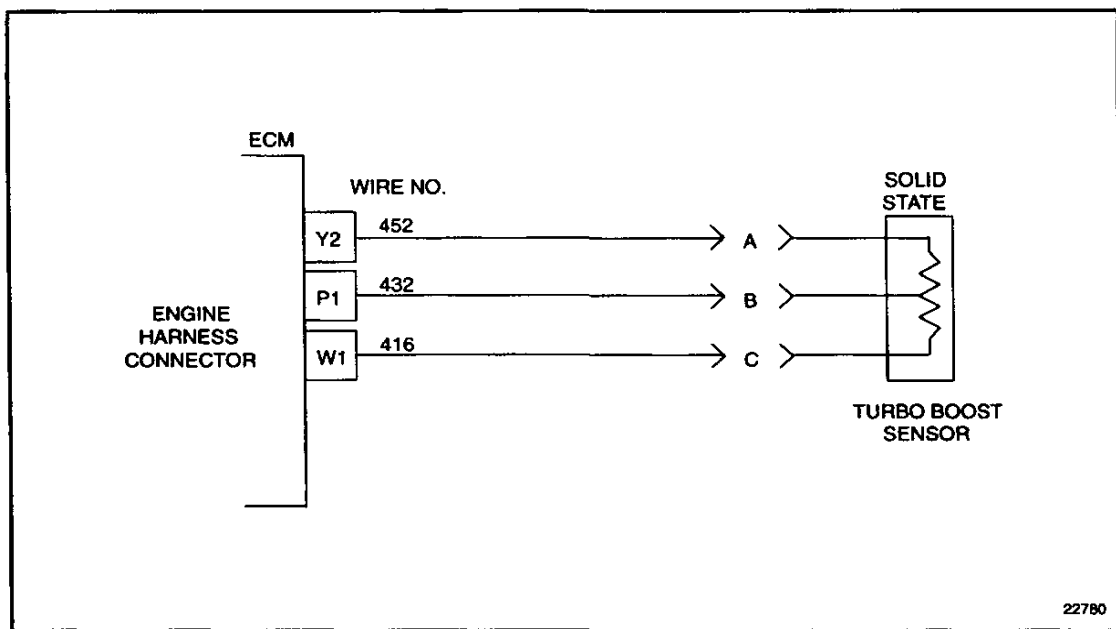 ECM
WIRE NO.
SOLID
STATE
Y2
452
A
P1
432
B
ENGINE
HARNESS
CONNECTOR
W1
416
C
TURBO BOOST
SENSOR
22780